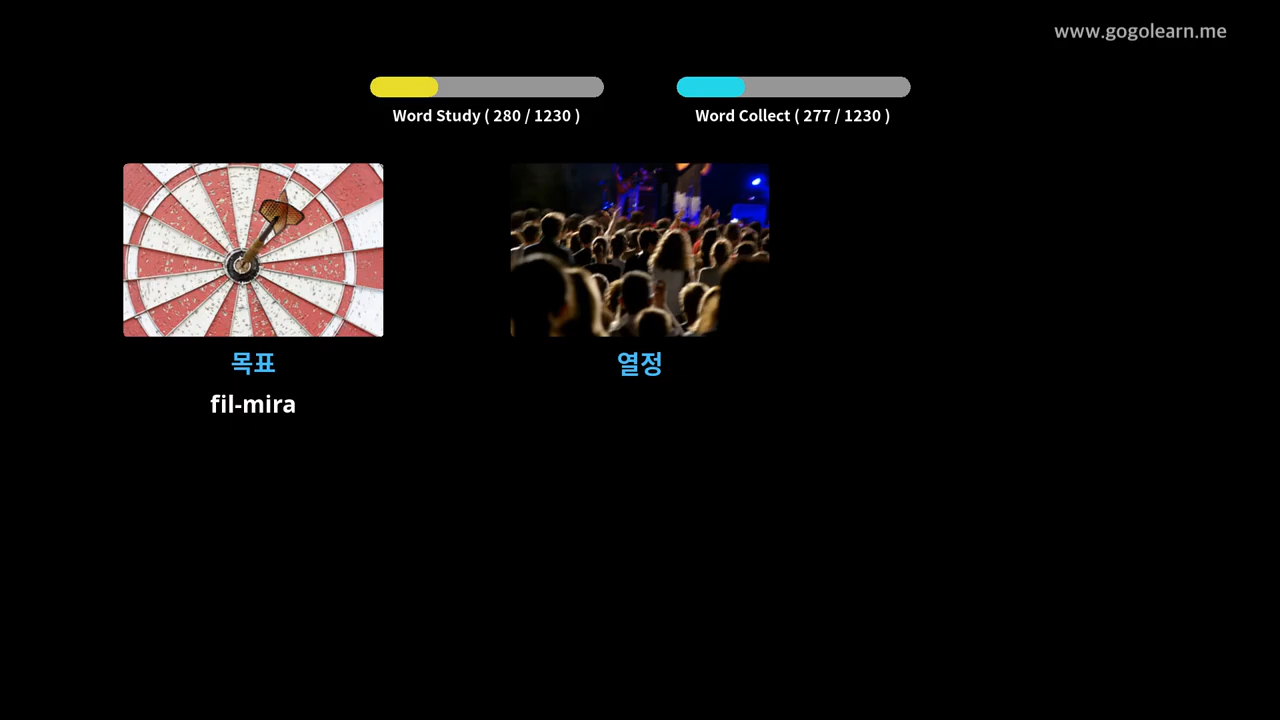 www.gogolearn.me
Word Study ( 280 / 1230 )
Word Collect ( 277 / 1230 )
목표
열정
fil-mira